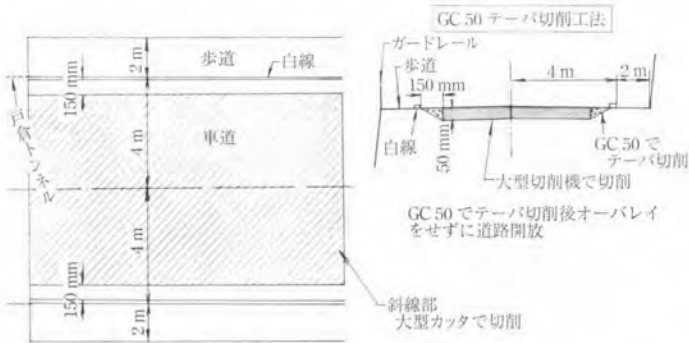 GC 50 テーパ切削工法
2 m
歩道
白線
150 mm
戸倉トンネル
車道
4 m
4 m
150 mm
2 m
斜線部
大型カッタで切削
ガードレール
歩道
150 mm
4 m
2 m
白線
50 mm
GC 50 で
テーパ切削
大型切削機で切削
GC 50 でテーパ切削後オーバレイ
をせずに道路開放